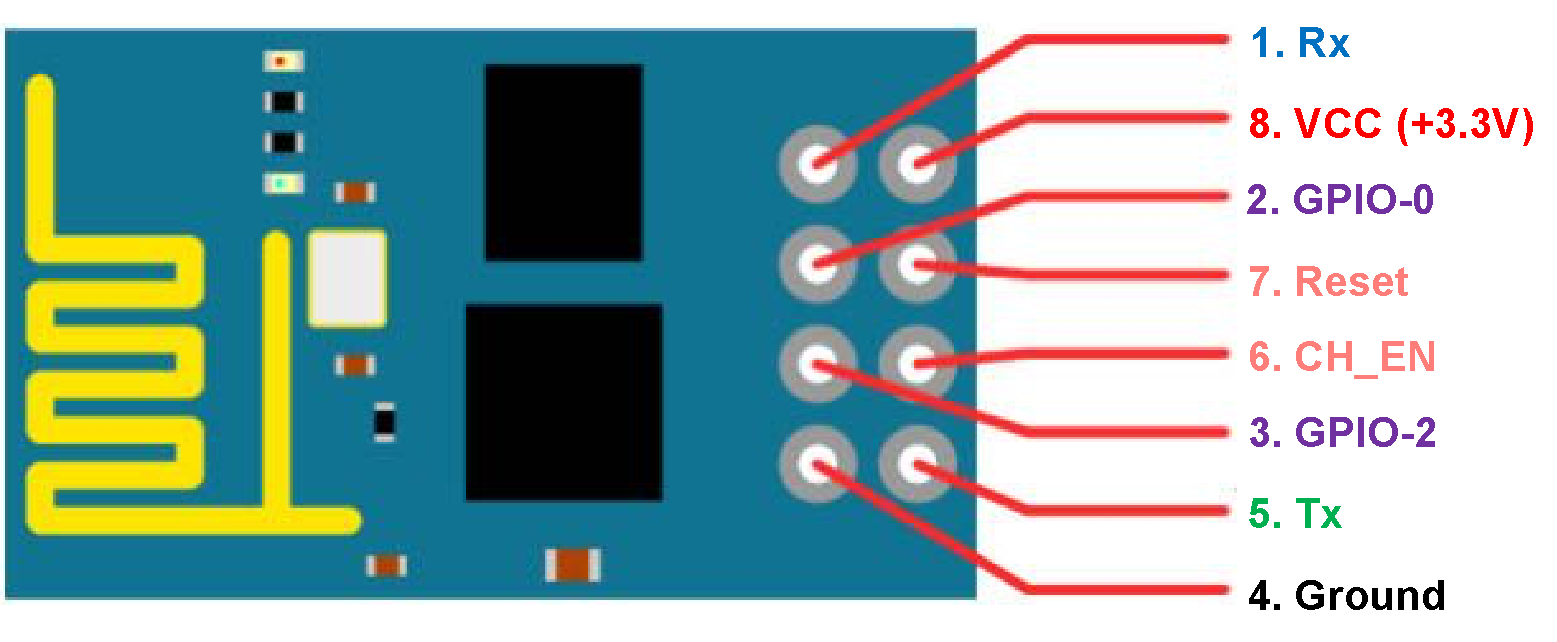 1. Rx
8. VCC (+3.3V)
2. GPIO-0
7. Reset
6. CH_EN
3. GPIO-2
5. Tx
4. Ground